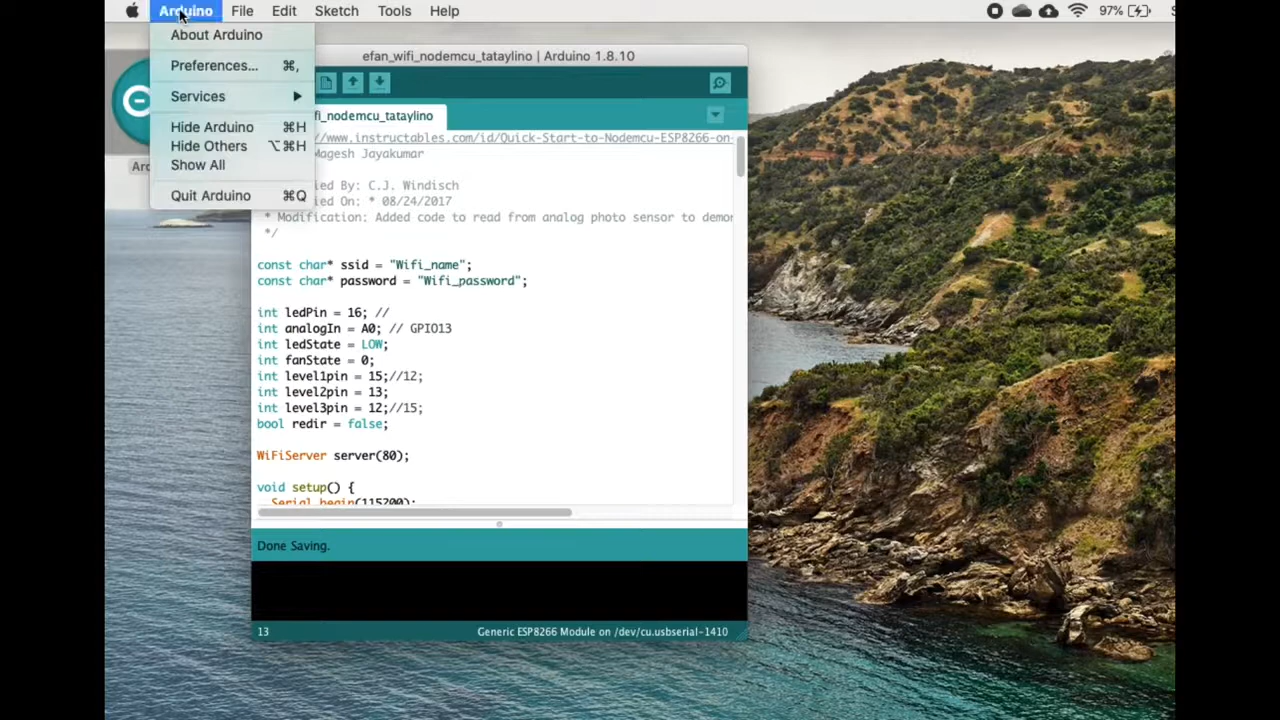 Arduino File Edit Sketch Tools Help 97%
About Arduino
Preferences... ⌘,
Services
Hide Arduino ⌘H
Hide Others ⌥⌘H
Show All
Quit Arduino ⌘Q
efan_wifi_nodemcu_tataylino | Arduino 1.8.10
fi_nodemcu_tataylino
//www.instructables.com/id/Quick-Start-to-Nodemcu-ESP8266-on-
Magesh Jayakumar
ied By: C.J. Windisch
ied On: * 08/24/2017
* Modification: Added code to read from analog photo sensor to demor
*/
const char* ssid = "Wifi_name";
const char* password = "Wifi_password";
int ledPin = 16; //
int analogIn = A0; // GPIO13
int ledState = LOW;
int fanState = 0;
int level1pin = 15;//12;
int level2pin = 13;
int level3pin = 12;//15;
bool redir = false;
WiFiServer server(80);
void setup() {
Serial.begin(115200);
Done Saving.
13 Generic ESP8266 Module on /dev/cu.usbserial-1410